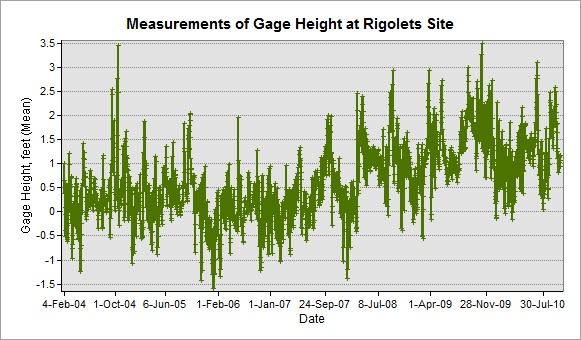 Measurements of Gage Height at Rigolets Site
Gage Height, feet (Mean)
3.5
3
2.5
2
1.5
1
0.5
0
-0.5
-1
-1.5
4-Feb-04 1-Oct-04 6-Jun-05 1-Feb-06 1-Jan-07 24-Sep-07 8-Jul-08 1-Apr-09 28-Nov-09 30-Jul-10
Date